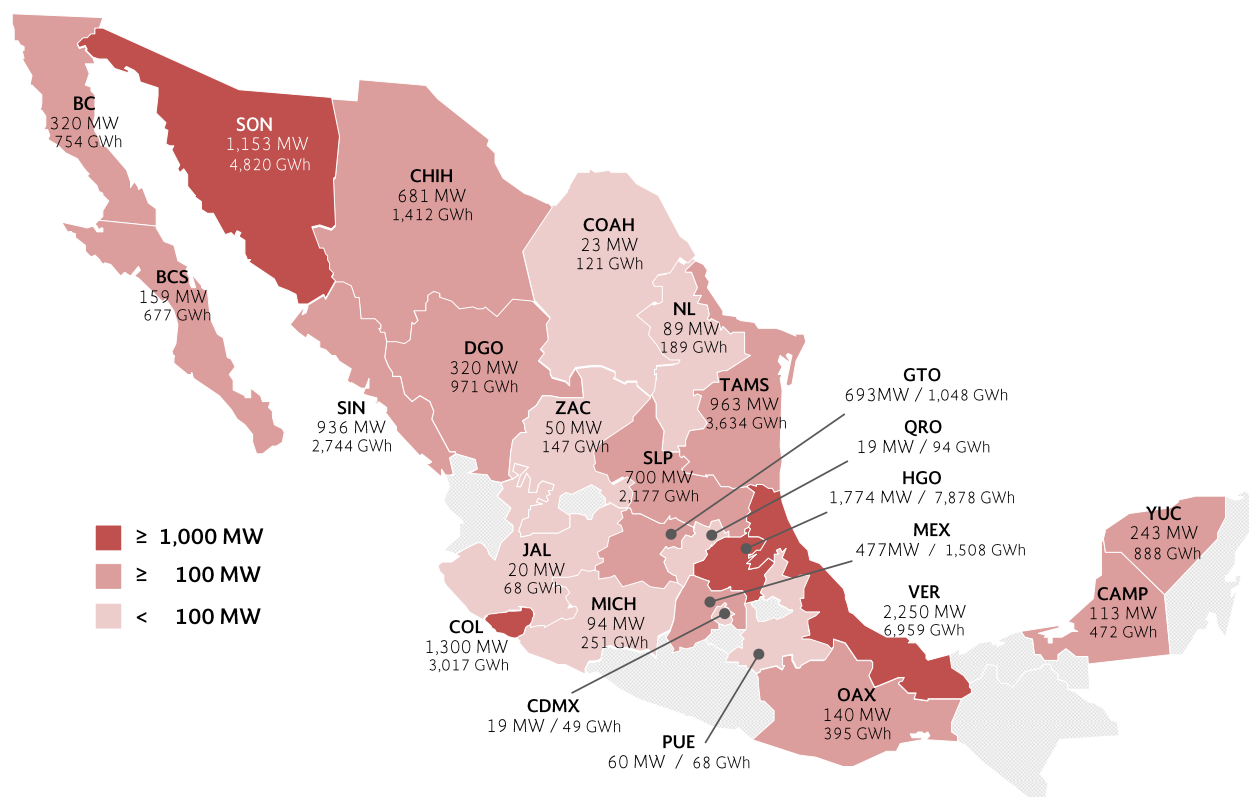 BC
320 MW
754 GWh
SON
1,153 MW
4,820 GWh
CHIH
681 MW
1,412 GWh
COAH
23 MW
121 GWh
BCS
159 MW
677 GWh
NL
89 MW
189 GWh
DGO
320 MW
971 GWh
TAMS
963 MW
3,634 GWh
GTO
693MW / 1,048 GWh
SIN
936 MW
2,744 GWh
ZAC
50 MW
147 GWh
QRO
19 MW / 94 GWh
SLP
700 MW
2,177 GWh
HGO
1,774 MW / 7,878 GWh
MEX
477MW / 1,508 GWh
YUC
243 MW
888 GWh
≥ 1,000 MW
≥ 100 MW
< 100 MW
JAL
20 MW
68 GWh
MICH
94 MW
251 GWh
VER
2,250 MW
6,959 GWh
CAMP
113 MW
472 GWh
COL
1,300 MW
3,017 GWh
CDMX
19 MW / 49 GWh
OAX
140 MW
395 GWh
PUE
60 MW / 68 GWh